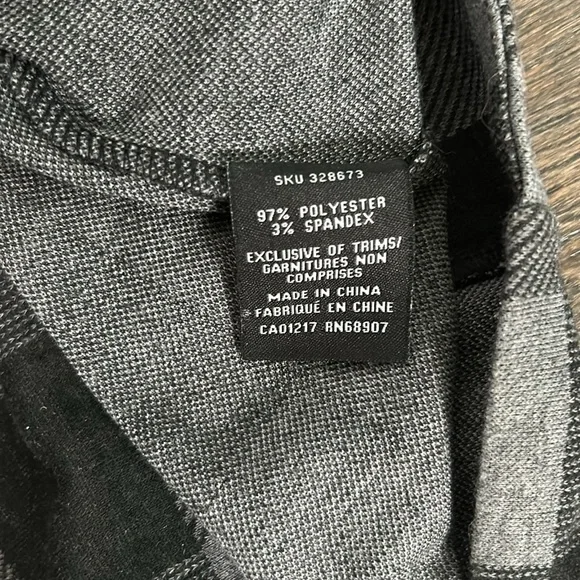 SKU 328673
97% POLYESTER
3% SPANDEX
EXCLUSIVE OF TRIMS/
GARNITURES NON
COMPRISES
MADE IN CHINA
FABRIQUÉ EN CHINE
CA01217 RN68907